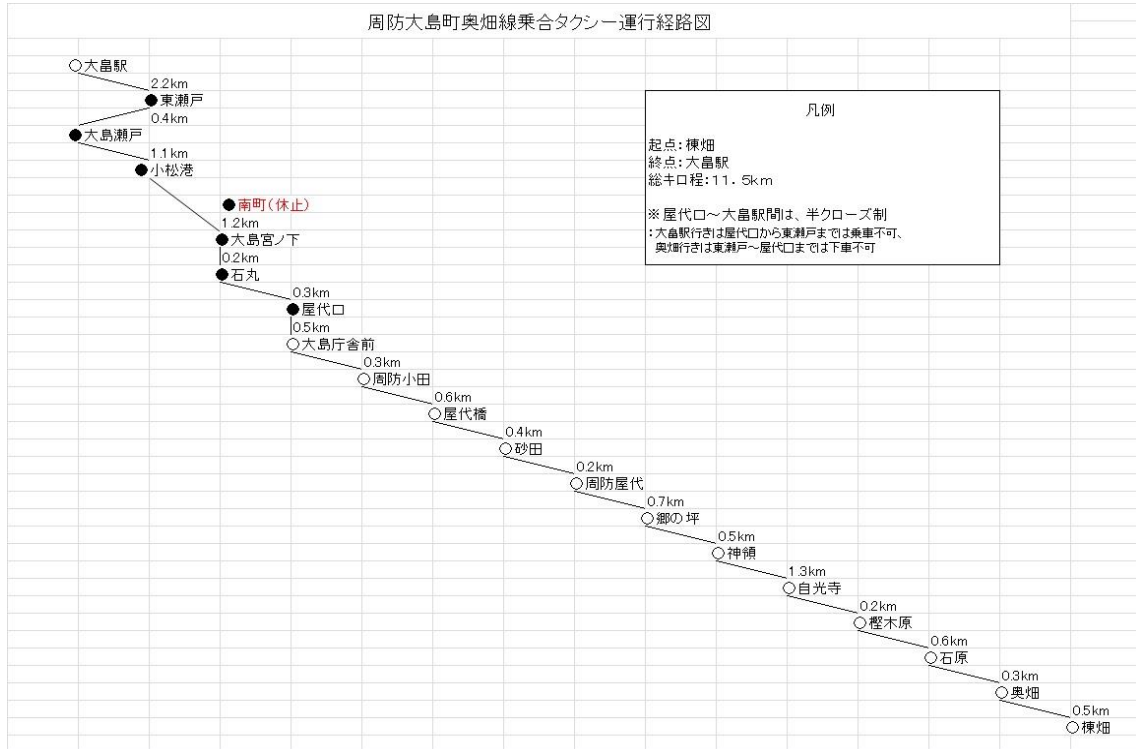 周防大島町奥畑線乗合タクシー運行経路図
大畠駅
2.2km
東瀬戸
0.4km
大島瀬戸
1.1km
小松港
南町(休止)
1.2km
大島宮ノ下
0.2km
石丸
0.3km
屋代口
0.5km
大島庁舎前
0.3km
周防小田
0.6km
屋代橋
0.4km
砂田
0.2km
周防屋代
0.7km
郷の坪
0.5km
神領
1.3km
自光寺
0.2km
樫木原
0.6km
石原
0.3km
奥畑
0.5km
棟畑
凡例
起点:棟畑
終点:大畠駅
総キロ程:11.5km
※屋代口~大畠駅間は、半クローズ制
:大畠駅行きは屋代口から東瀬戸までは乗車不可、
奥畑行きは東瀬戸~屋代口までは下車不可